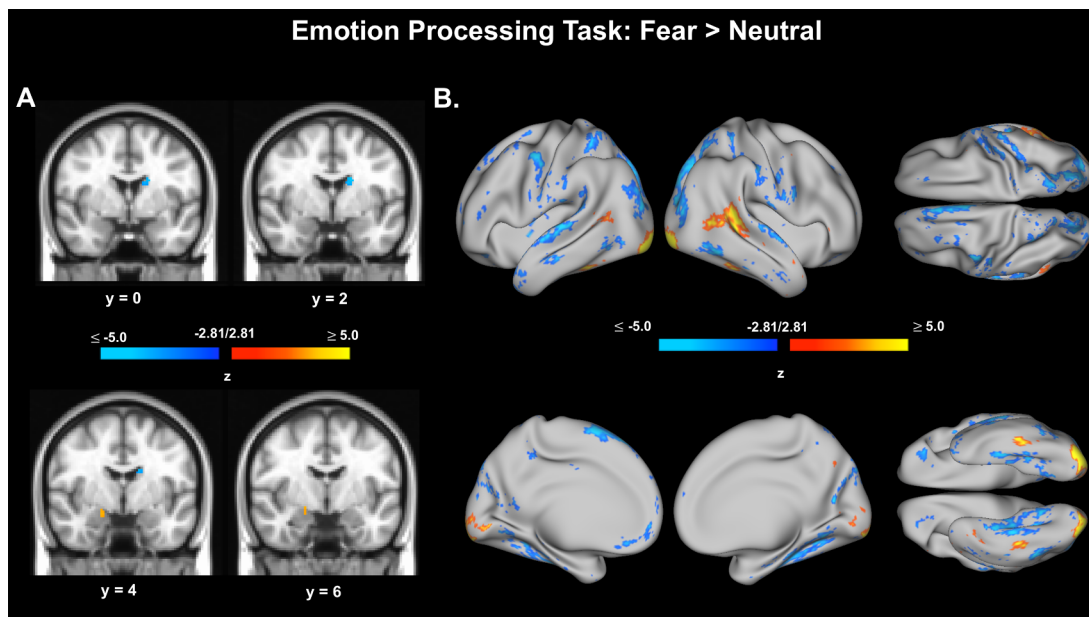 Emotion Processing Task: Fear > Neutral
A
B.
y = 0
y = 2
≤ -5.0
-2.81/2.81
≥ 5.0
z
≤ -5.0
-2.81/2.81
≥ 5.0
z
y = 4
y = 6